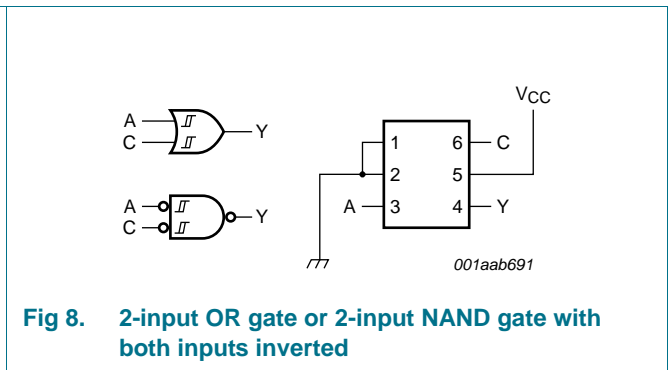 A
C
Y
A
C
Y
VCC
1
6
C
2
5
A
3
4
Y
001aab691
Fig 8. 2-input OR gate or 2-input NAND gate with
both inputs inverted